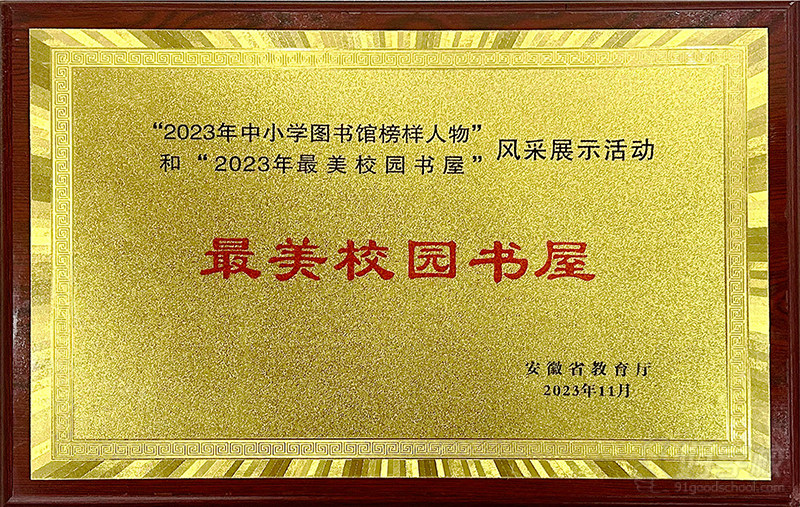 “2023年中小学图书馆榜样人物”
和“2023年最美校园书屋”
风采展示活动
最美校园书屋
安徽省教育厅
2023年11月
91goodschool.com